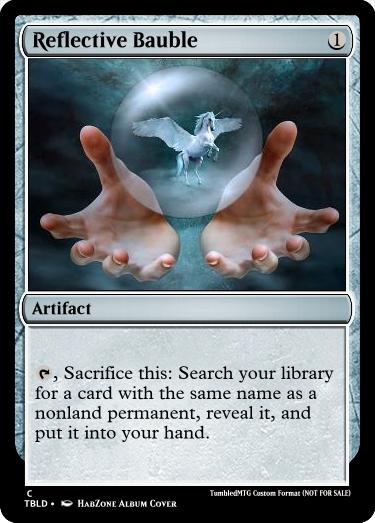 Reflective Bauble 1
Artifact
, Sacrifice this: Search your library
for a card with the same name as a
nonland permanent, reveal it, and
put it into your hand.
C
TBLD • HabZone Album Cover
TumbledMTG Custom Format (NOT FOR SALE)